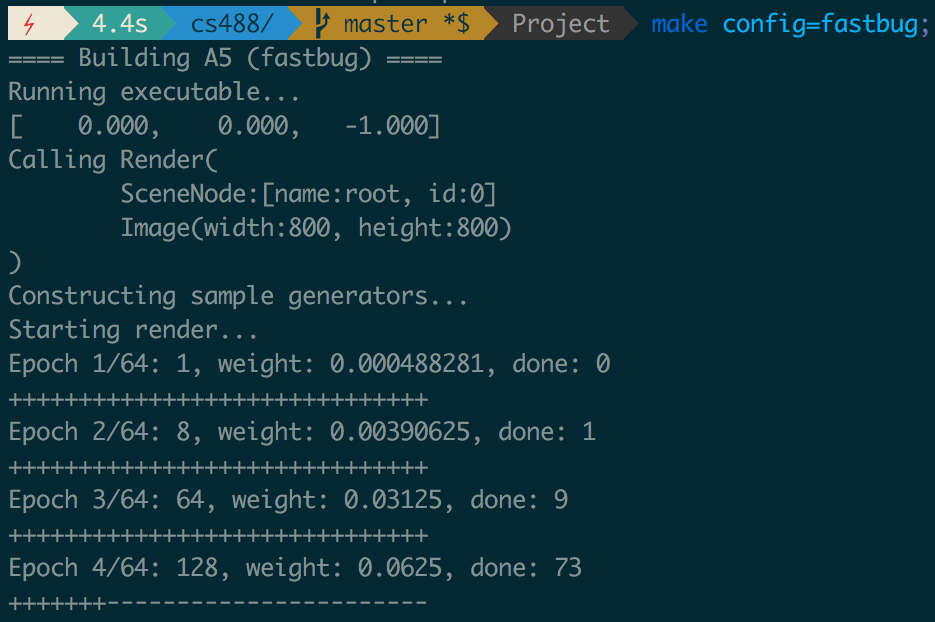 4.4s cs488/ master *$ Project make config=fastbug;
==== Building A5 (fastbug) ====
Running executable...
[    0.000,    0.000,   -1.000]
Calling Render(
        SceneNode:[name:root, id:0]
        Image(width:800, height:800)
)
Constructing sample generators...
Starting render...
Epoch 1/64: 1, weight: 0.000488281, done: 0
++++++++++++++++++++++++++++++
Epoch 2/64: 8, weight: 0.00390625, done: 1
++++++++++++++++++++++++++++++
Epoch 3/64: 64, weight: 0.03125, done: 9
++++++++++++++++++++++++++++++
Epoch 4/64: 128, weight: 0.0625, done: 73
+++++++-----------------------